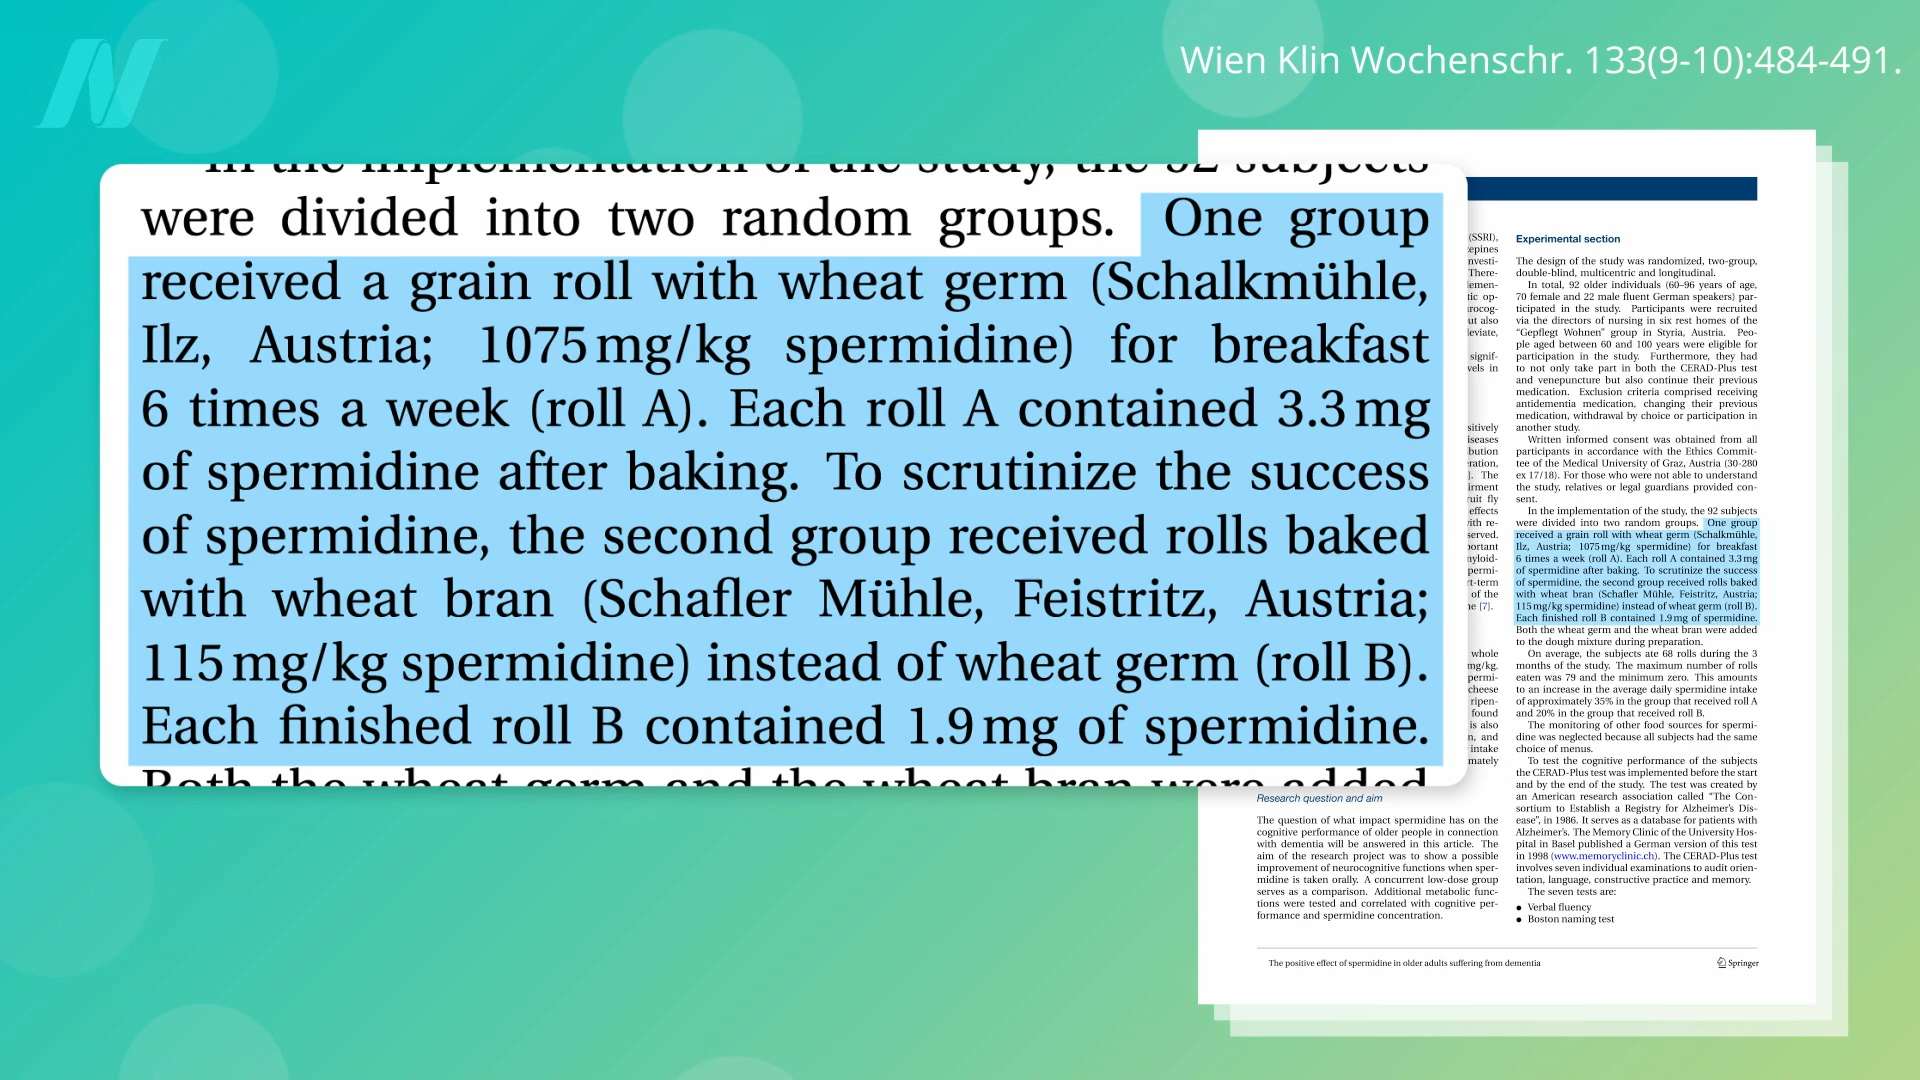 Wien Klin Wochenschr. 133(9-10):484-491.
In the implementation of the study, the 92 subjects
were divided into two random groups. One group
received a grain roll with wheat germ (Schalkmühle,
Ilz, Austria; 1075 mg/kg spermidine) for breakfast
6 times a week (roll A). Each roll A contained 3.3 mg
of spermidine after baking. To scrutinize the success
of spermidine, the second group received rolls baked
with wheat bran (Schafler Mühle, Feistritz, Austria;
115 mg/kg spermidine) instead of wheat germ (roll B).
Each finished roll B contained 1.9 mg of spermidine.
Both the wheat germ and the wheat bran were added
Research question and aim
The question of what impact spermidine has on the
cognitive performance of older people in connection
with dementia will be answered in this article. The
aim of the research project was to show a possible
improvement of neurocognitive functions when sper-
midine is taken orally. A concurrent low-dose group
serves as a comparison. Additional metabolic func-
tions were tested and correlated with cognitive per-
formance and spermidine concentration.
Experimental section
The design of the study was randomized, two-group,
double-blind, multicentric and longitudinal.
In total, 92 older individuals (60–96 years of age,
70 female and 22 male fluent German speakers) par-
ticipated in the study. Participants were recruited
via the directors of nursing in six rest homes of the
“Gepflegt Wohnen” group in Styria, Austria. Peo-
ple aged between 60 and 100 years were eligible for
participation in the study. Furthermore, they had
to not only take part in both the CERAD-Plus test
and venepuncture but also continue their previous
medication. Exclusion criteria comprised receiving
antidementia medication, changing their previous
medication, withdrawal by choice or participation in
another study.
Written informed consent was obtained from all
participants in accordance with the Ethics Commit-
tee of the Medical University of Graz, Austria (30-280
ex 17/18). For those who were not able to understand
the study, relatives or legal guardians provided con-
sent.
In the implementation of the study, the 92 subjects
were divided into two random groups. One group
received a grain roll with wheat germ (Schalkmühle,
Ilz, Austria; 1075 mg/kg spermidine) for breakfast
6 times a week (roll A). Each roll A contained 3.3 mg
of spermidine after baking. To scrutinize the success
of spermidine, the second group received rolls baked
with wheat bran (Schafler Mühle, Feistritz, Austria;
115 mg/kg spermidine) instead of wheat germ (roll B).
Each finished roll B contained 1.9 mg of spermidine.
Both the wheat germ and the wheat bran were added
to the dough mixture during preparation.
On average, the subjects ate 68 rolls during the 3
months of the study. The maximum number of rolls
eaten was 79 and the minimum zero. This amounts
to an increase in the average daily spermidine intake
of approximately 35% in the group that received roll A
and 20% in the group that received roll B.
The monitoring of other food sources for spermi-
dine was neglected because all subjects had the same
choice of menus.
To test the cognitive performance of the subjects
the CERAD-Plus test was implemented before the start
and by the end of the study. The test was created by
an American research association called “The Con-
sortium to Establish a Registry for Alzheimer’s Dis-
ease”, in 1986. It serves as a database for patients with
Alzheimer’s. The Memory Clinic of the University Hos-
pital in Basel published a German version of this test
in 1998 (www.memoryclinic.ch). The CERAD-Plus test
involves seven individual examinations to audit orien-
tation, language, constructive practice and memory.
The seven tests are:
● Verbal fluency
● Boston naming test
The positive effect of spermidine in older adults suffering from dementia
Springer